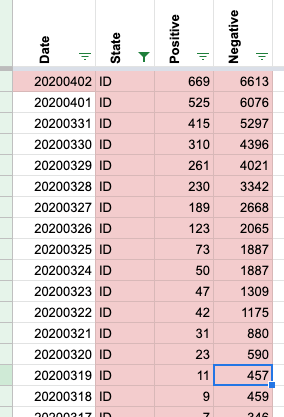 Date State Positive Negative
20200402 ID 669 6613
20200401 ID 525 6076
20200331 ID 415 5297
20200330 ID 310 4396
20200329 ID 261 4021
20200328 ID 230 3342
20200327 ID 189 2668
20200326 ID 123 2065
20200325 ID 73 1887
20200324 ID 50 1887
20200323 ID 47 1309
20200322 ID 42 1175
20200321 ID 31 880
20200320 ID 23 590
20200319 ID 11 457
20200318 ID 9 459
20200317 ID 7 346